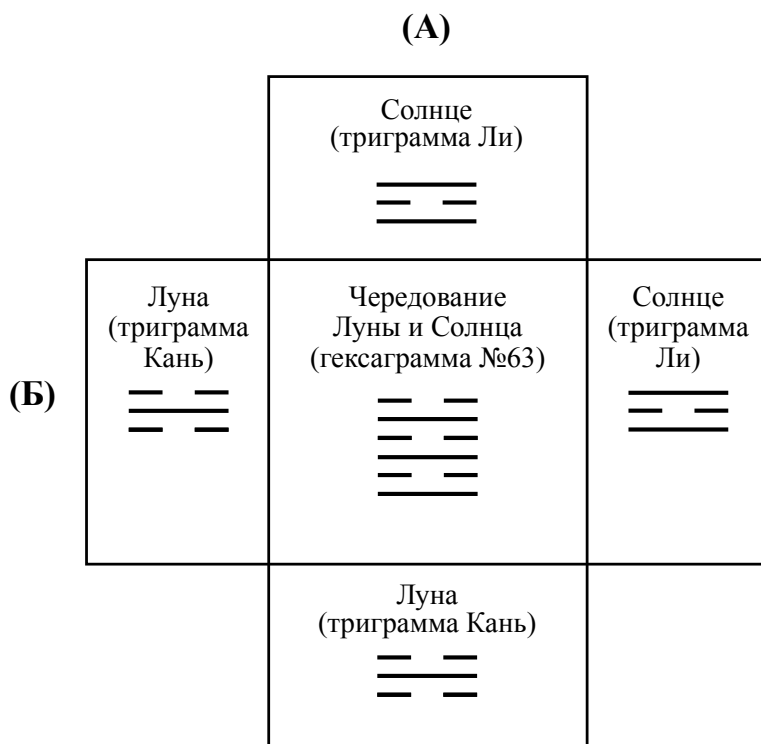 (А)
Солнце
(триграмма Ли)
Луна
(триграмма
Кань)
Чередование
Луны и Солнца
(гексаграмма №63)
Солнце
(триграмма
Ли)
(Б)
Луна
(триграмма Кань)